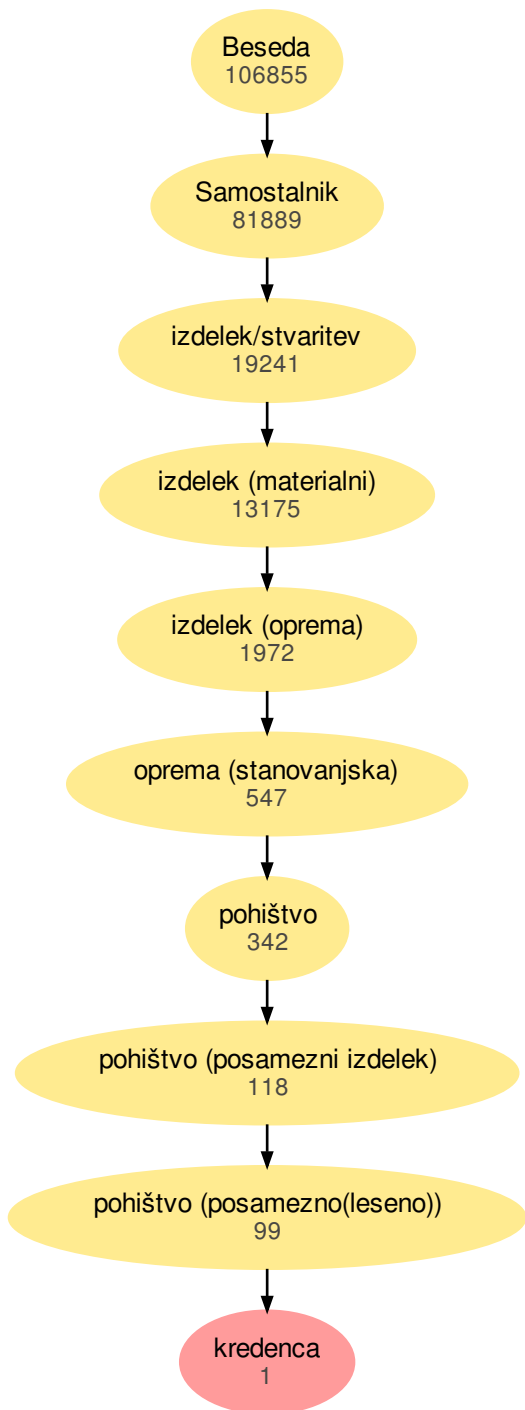 Beseda
106855
Samostalnik
81889
izdelek/stvaritev
19241
izdelek (materialni)
13175
izdelek (oprema)
1972
oprema (stanovanjska)
547
pohištvo
342
pohištvo (posamezni izdelek)
118
pohištvo (posamezno(leseno))
99
kredenca
1